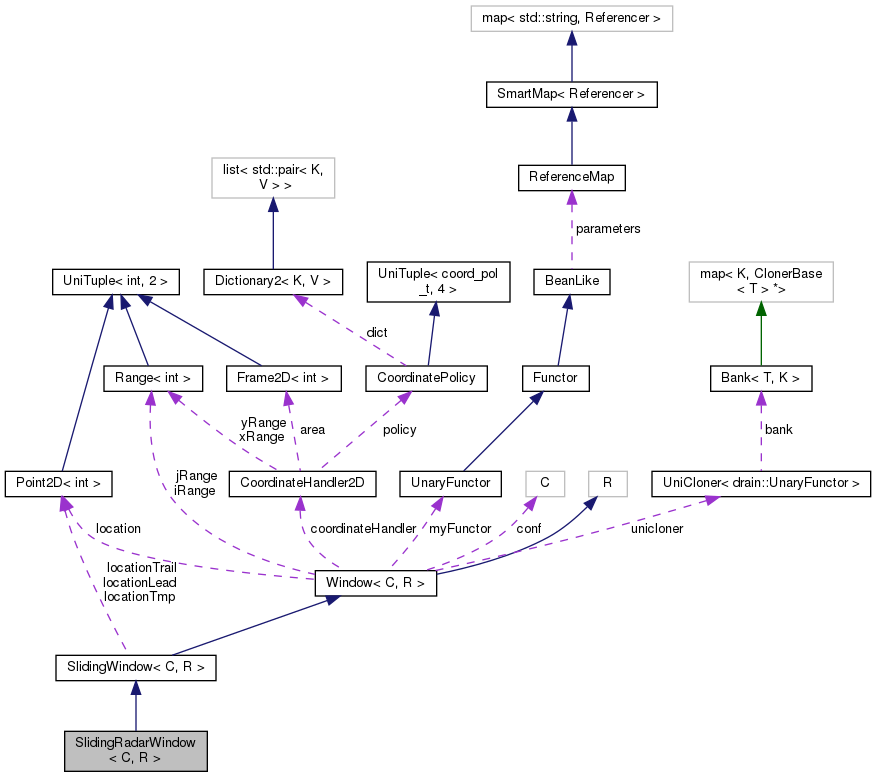 map< std::string, Referencer >
SmartMap< Referencer >
list< std::pair< K,
V > >
ReferenceMap
parameters
UniTuple< int, 2 >
Dictionary2< K, V >
UniTuple< coord_pol
_t, 4 >
BeanLike
map< K, ClonerBase
< T > *>
dict
Range< int >
Frame2D< int >
CoordinatePolicy
Functor
Bank< T, K >
yRange
xRange
area
policy
bank
Point2D< int >
jRange
iRange
CoordinateHandler2D
UnaryFunctor
C
R
UniCloner< drain::UnaryFunctor >
location
coordinateHandler
myFunctor
conf
unicloner
locationTrail
locationLead
locationTmp
Window< C, R >
SlidingWindow< C, R >
SlidingRadarWindow
< C, R >